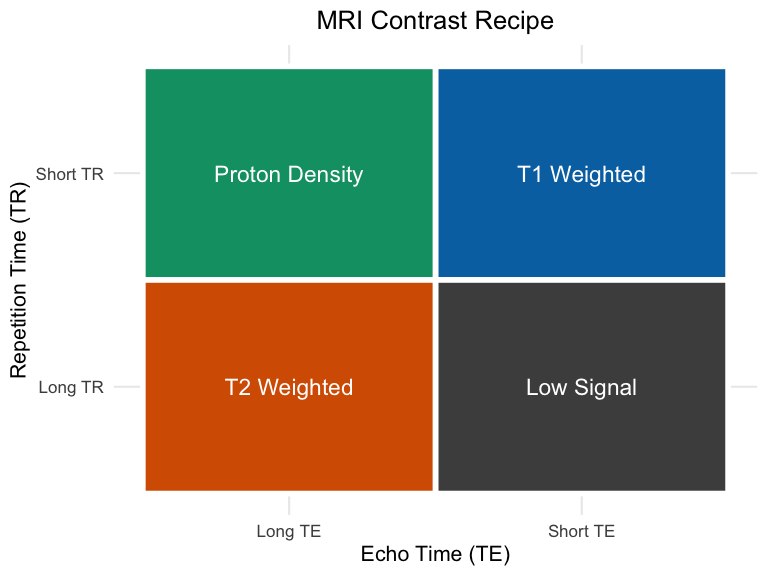 MRI Contrast Recipe
Repetition Time (TR)
Short TR
Proton Density
T1 Weighted
Long TR
T2 Weighted
Low Signal
Long TE
Short TE
Echo Time (TE)